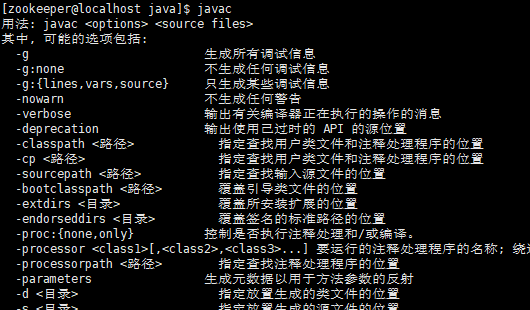 [zookeeper@localhost java]$ javac
用法: javac <options> <source files>
其中, 可能的选项包括:
-g 生成所有调试信息
-g:none 不生成任何调试信息
-g:{lines,vars,source} 只生成某些调试信息
-nowarn 不生成任何警告
-verbose 输出有关编译器正在执行的操作的消息
-deprecation 输出使用已过时的 API 的源位置
-classpath <路径> 指定查找用户类文件和注释处理程序的位置
-cp <路径> 指定查找用户类文件和注释处理程序的位置
-sourcepath <路径> 指定查找输入源文件的位置
-bootclasspath <路径> 覆盖引导类文件的位置
-extdirs <目录> 覆盖所安装扩展的位置
-endorseddirs <目录> 覆盖签名的标准路径的位置
-proc:{none,only} 控制是否执行注释处理和/或编译。
-processor <class1>[,<class2>,<class3>...] 要运行的注释处理程序的名称; 绕过
-processorpath <路径> 指定查找注释处理程序的位置
-parameters 生成元数据以用于方法参数的反射
-d <目录> 指定放置生成的类文件的位置
-s <目录> 指定放置生成的源文件的位置